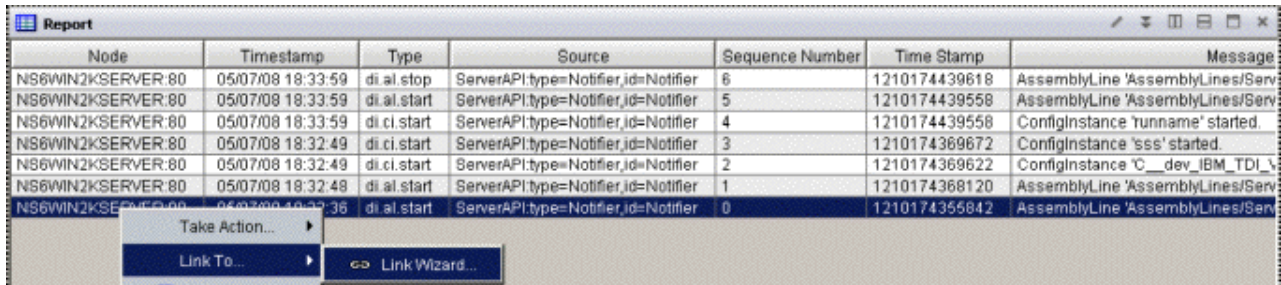 Report
Node Timestamp Type Source Sequence Number Time Stamp Message
NS6WIN2KSERVER:80 05/07/08 18:33:59 di.al.stop ServerAPI:type=Notifier,id=Notifier 6 1210174439618 AssemblyLine 'AssemblyLines/Serv
NS6WIN2KSERVER:80 05/07/08 18:33:59 di.al.start ServerAPI:type=Notifier,id=Notifier 5 1210174439558 AssemblyLine 'AssemblyLines/Serv
NS6WIN2KSERVER:80 05/07/08 18:33:59 di.ci.start ServerAPI:type=Notifier,id=Notifier 4 1210174439558 ConfigInstance 'runname' started.
NS6WIN2KSERVER:80 05/07/08 18:32:49 di.ci.start ServerAPI:type=Notifier,id=Notifier 3 1210174369672 ConfigInstance 'sss' started.
NS6WIN2KSERVER:80 05/07/08 18:32:49 di.ci.start ServerAPI:type=Notifier,id=Notifier 2 1210174369622 ConfigInstance 'C__dev_IBM_TDI_V
NS6WIN2KSERVER:80 05/07/08 18:32:48 di.al.start ServerAPI:type=Notifier,id=Notifier 1 1210174368120 AssemblyLine 'AssemblyLines/Serv
:36 di.al.start ServerAPI:type=Notifier,id=Notifier 0 1210174355842 AssemblyLine 'AssemblyLines/Serv
Take Action...
Link To... Link Wizard...